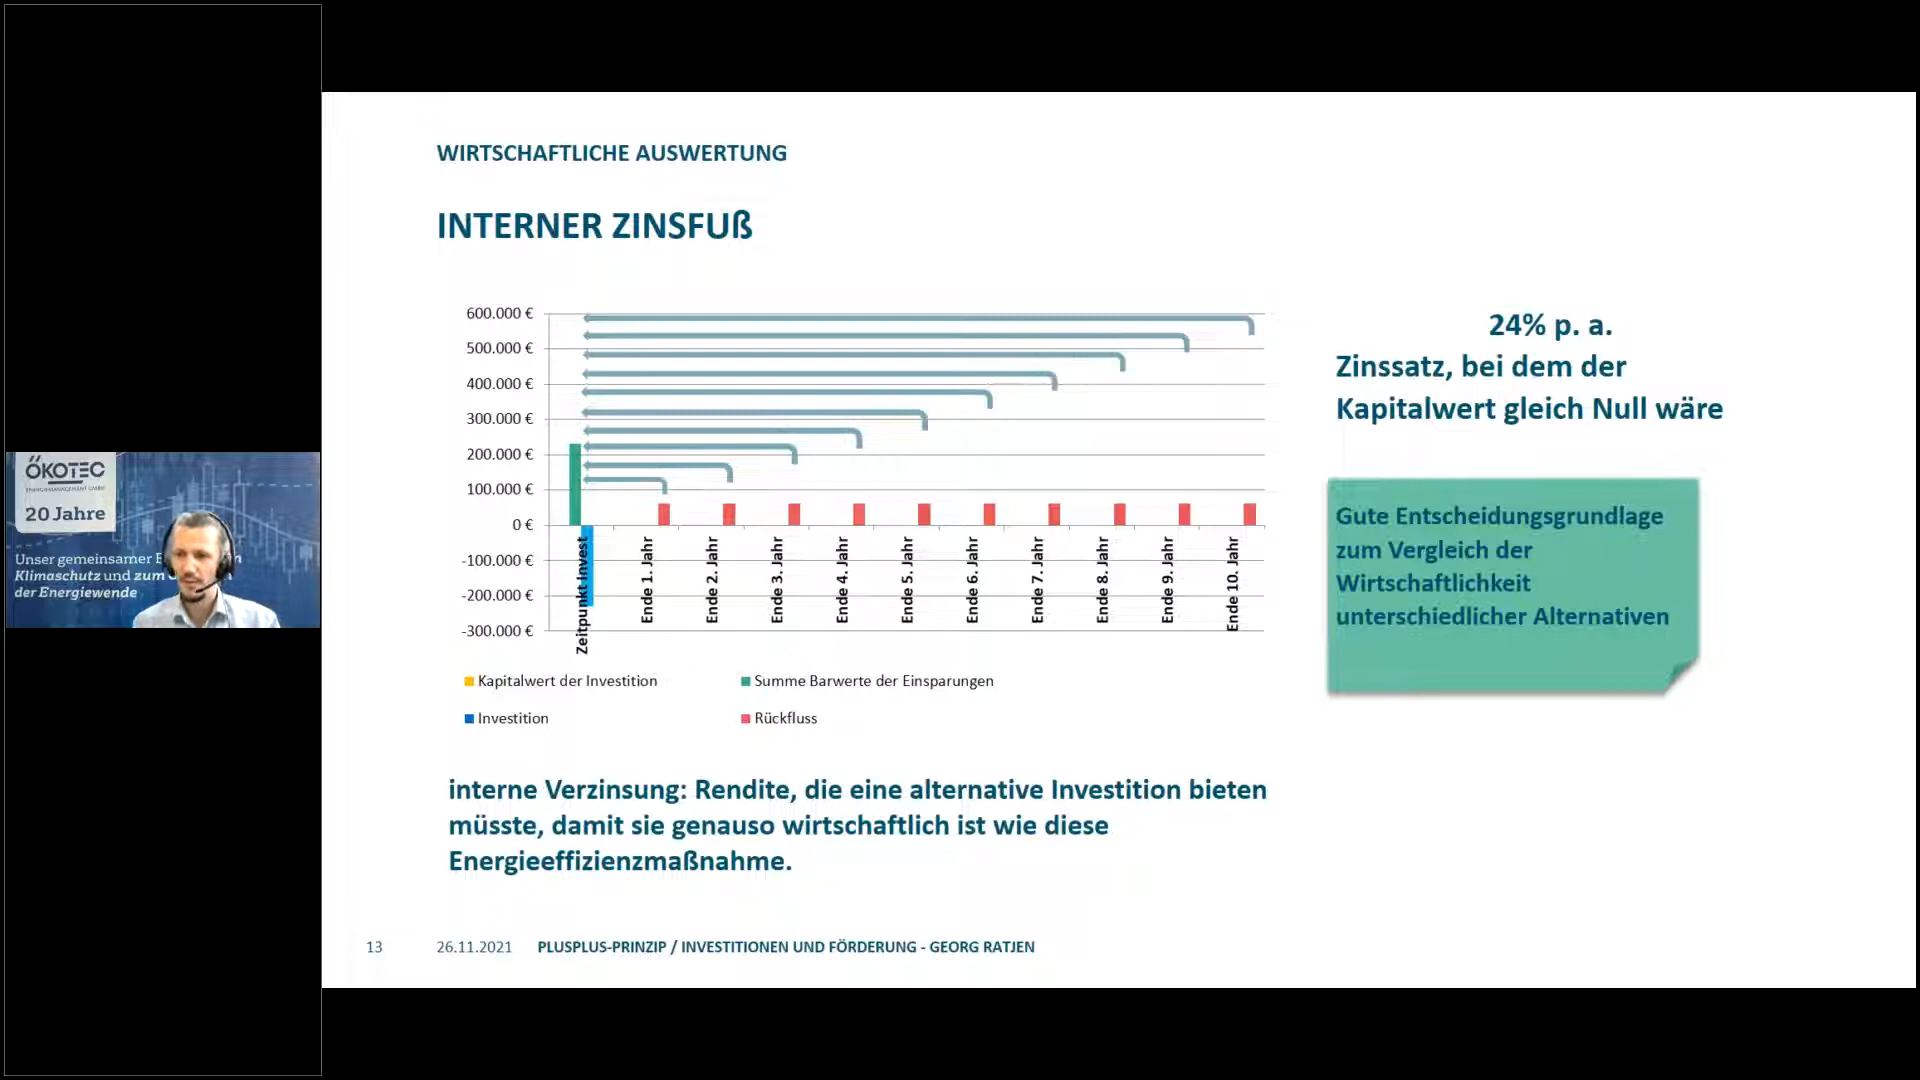 ÖKOTEC
ENERGIEMANAGEMENT GMBH
20 Jahre
Unser gemeinsamer
Klimaschutz und zum
der Energiewende
WIRTSCHAFTLICHE AUSWERTUNG
INTERNER ZINSFUß
600.000 €
500.000 €
400.000 €
300.000 €
200.000 €
100.000 €
0 €
-100.000 €
-200.000 €
-300.000 €
Zeitpunkt Invest
Ende 1. Jahr
Ende 2. Jahr
Ende 3. Jahr
Ende 4. Jahr
Ende 5. Jahr
Ende 6. Jahr
Ende 7. Jahr
Ende 8. Jahr
Ende 9. Jahr
Ende 10. Jahr
Kapitalwert der Investition
Summe Barwerte der Einsparungen
Investition
Rückfluss
24% p. a.
Zinssatz, bei dem der
Kapitalwert gleich Null wäre
Gute Entscheidungsgrundlage
zum Vergleich der
Wirtschaftlichkeit
unterschiedlicher Alternativen
interne Verzinsung: Rendite, die eine alternative Investition bieten
müsste, damit sie genauso wirtschaftlich ist wie diese
Energieeffizienzmaßnahme.
13
26.11.2021
PLUSPLUS-PRINZIP / INVESTITIONEN UND FÖRDERUNG - GEORG RATJEN